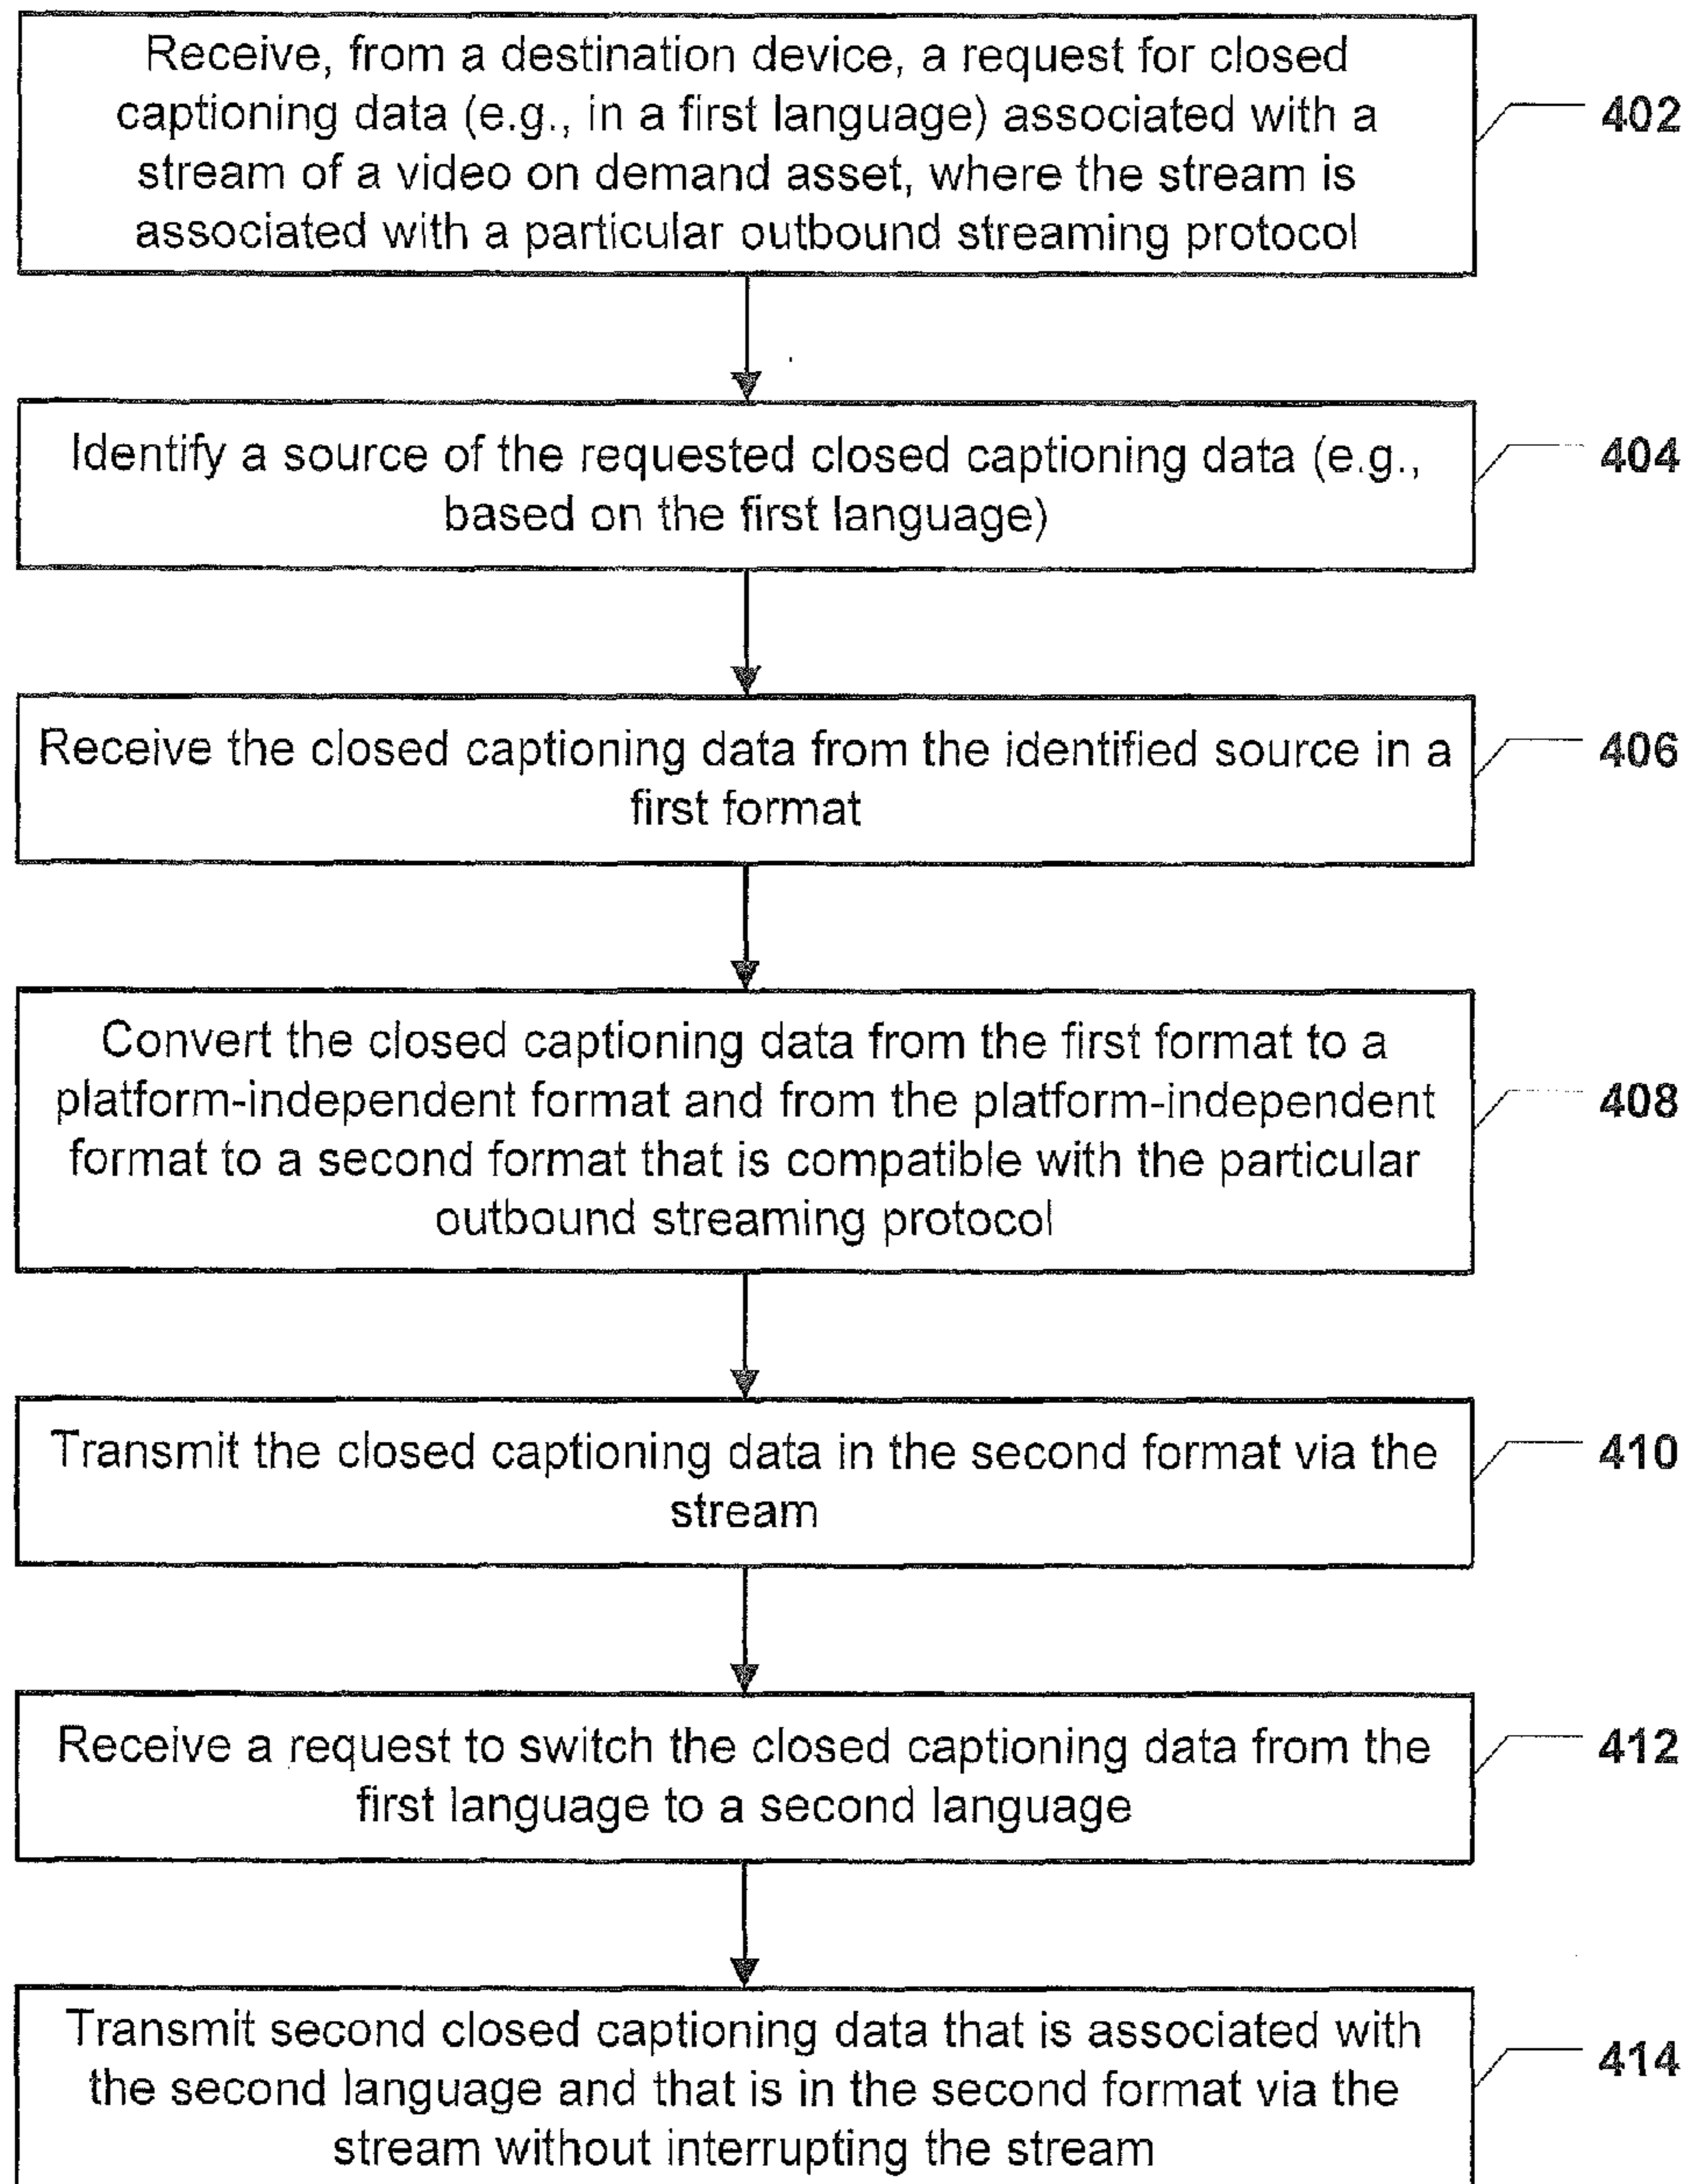 Receive, from a destination device, a request for closed
captioning data (e.g., in a first language) associated with a
stream of a video on demand asset, where the stream is
associated with a particular outbound streaming protocol
402
Identify a source of the requested closed captioning data (e.g.,
based on the first language)
404
Receive the closed captioning data from the identified source in a
first format
406
Convert the closed captioning data from the first format to a
platform-independent format and from the platform-independent
format to a second format that is compatible with the particular
outbound streaming protocol
408
Transmit the closed captioning data in the second format via the
stream
410
Receive a request to switch the closed captioning data from the
first language to a second language
412
Transmit second closed captioning data that is associated with
the second language and that is in the second format via the
stream without interrupting the stream
414